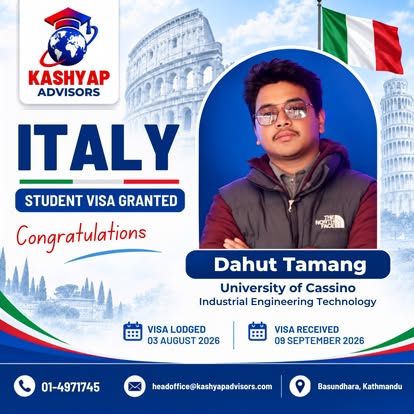 KASHYAP
ADVISORS
ITALY
STUDENT VISA GRANTED
Congratulations
THE
NORTH
FACE
Dahut Tamang
University of Cassino
Industrial Engineering Technology
VISA LODGED
03 AUGUST 2026
VISA RECEIVED
09 SEPTEMBER 2026
01-4971745
headoffice@kashyapadvisors.com
Basundhara, Kathmandu